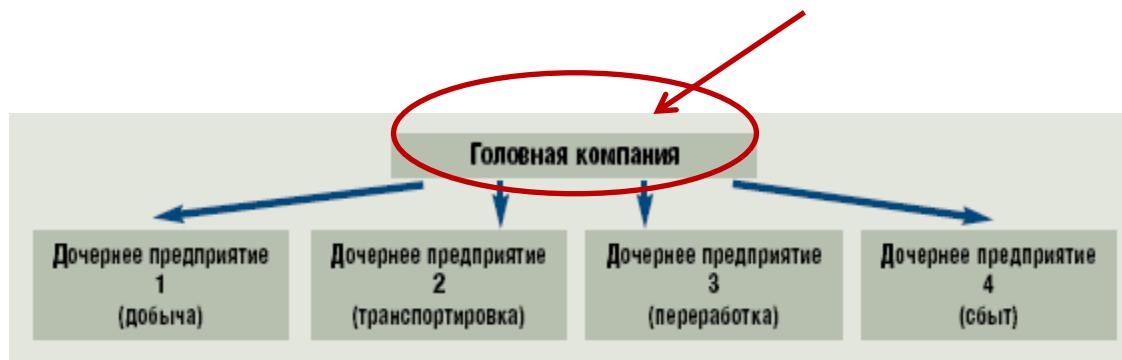 Головная компания
Дочернее предприятие
1
(добыча)
Дочернее предприятие
2
(транспортировка)
Дочернее предприятие
3
(переработка)
Дочернее предприятие
4
(сбыт)